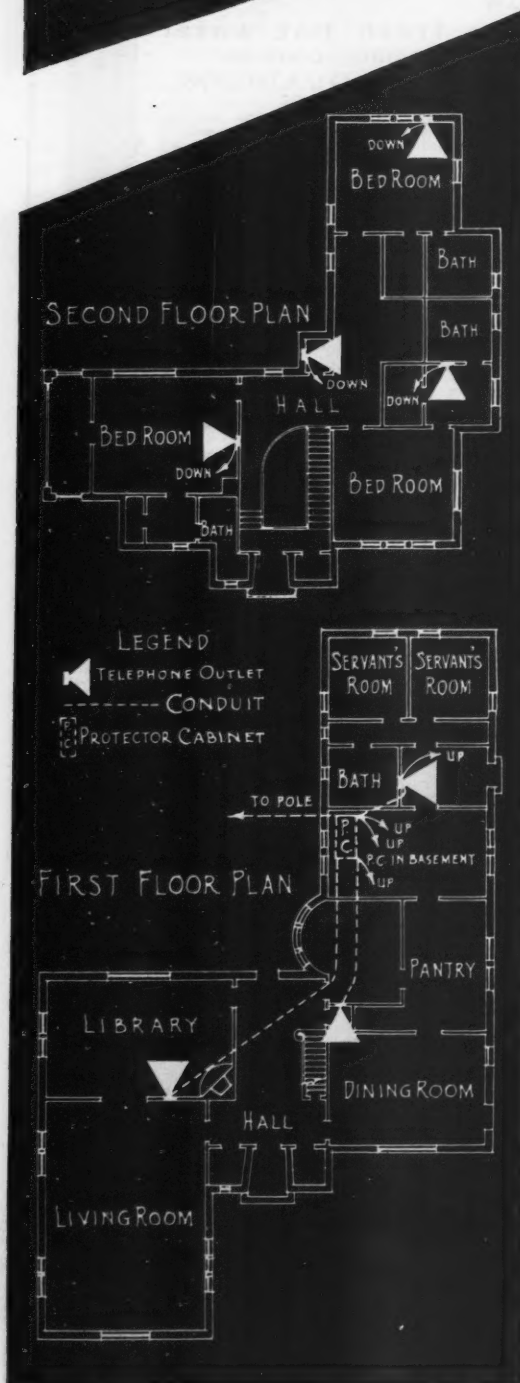 DOWN
BED ROOM
BATH
SECOND FLOOR PLAN
BATH
DOWN
HALL
DOWN
BED ROOM
DOWN
BED ROOM
BATH
LEGEND
TELEPHONE OUTLET
CONDUIT
P.C. PROTECTOR CABINET
SERVANT'S ROOM
SERVANT'S ROOM
UP
BATH
TO POLE
P.
C.
UP
UP
P.C IN BASEMENT
UP
FIRST FLOOR PLAN
PANTRY
LIBRARY
DINING ROOM
HALL
LIVING ROOM